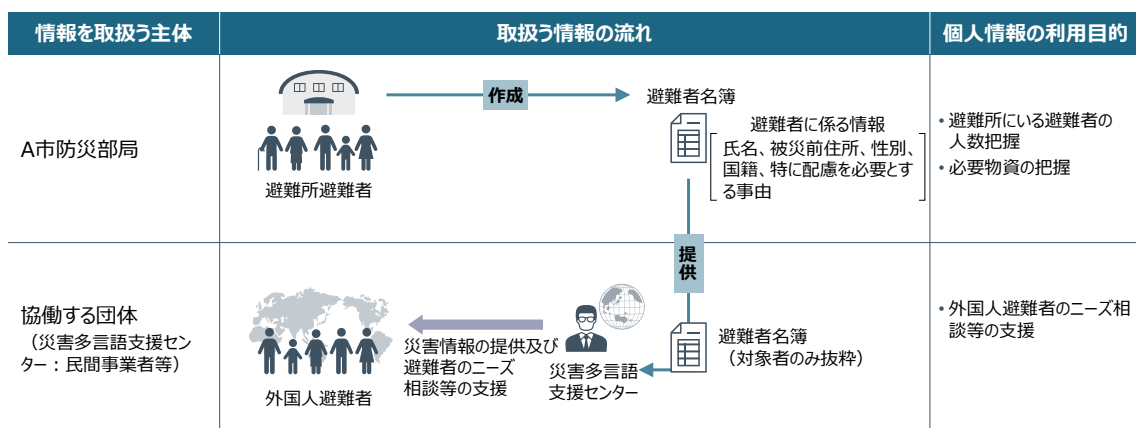 情報を取扱う主体
取扱う情報の流れ
個人情報の利用目的
A市防災部局
避難所避難者
作成
避難者名簿
避難者に係る情報
氏名、被災前住所、性別、
国籍、特に配慮を必要とす
る事由
• 避難所にいる避難者の
人数把握
• 必要物資の把握
提供
協働する団体
（災害多言語支援セン
ター：民間事業者等）
外国人避難者
災害情報の提供及び
避難者のニーズ
相談等の支援
災害多言語
支援センター
避難者名簿
（対象者のみ抜粋）
• 外国人避難者のニーズ相
談等の支援